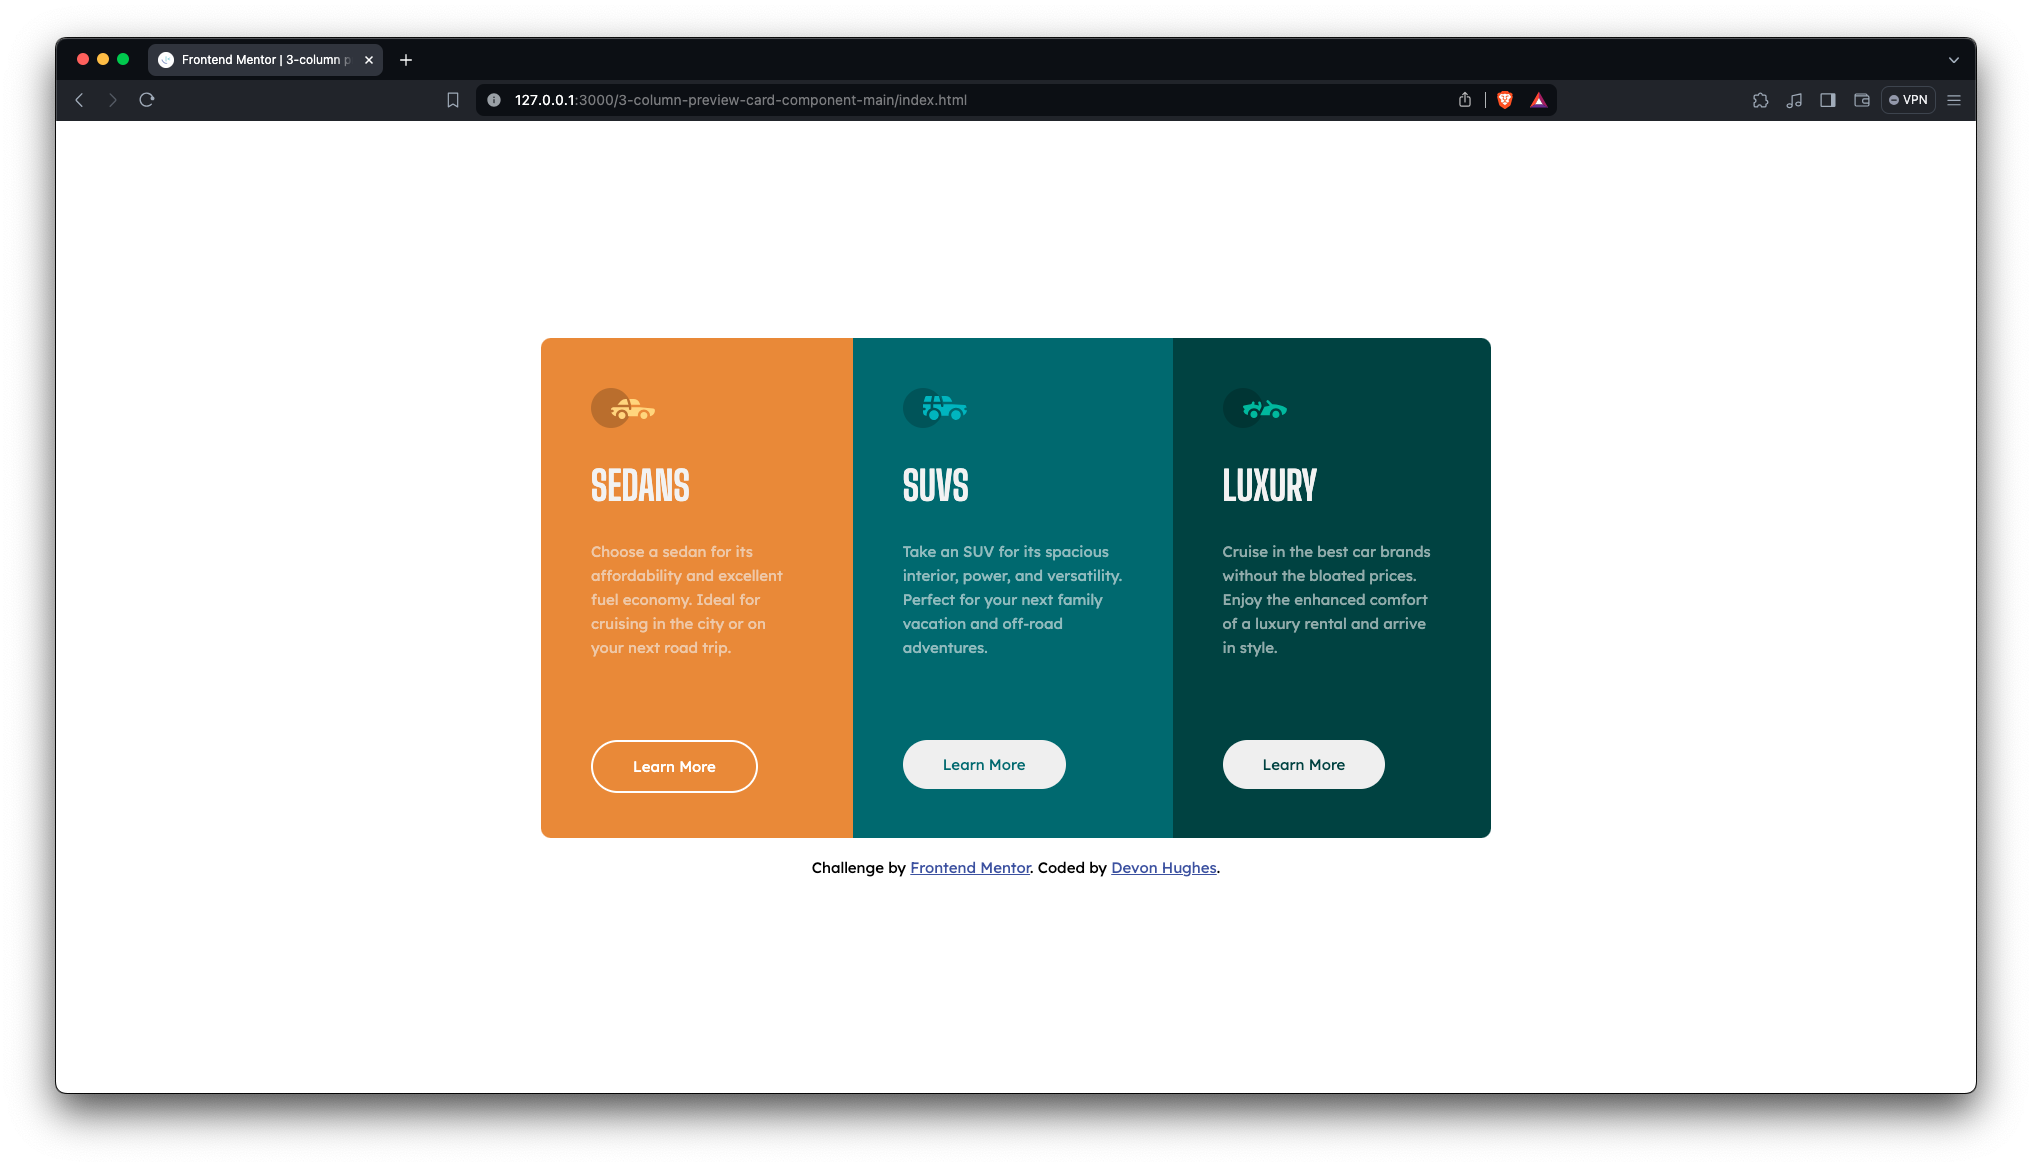 Frontend Mentor | 3-column p
127.0.0.1:3000/3-column-preview-card-component-main/index.html
VPN
SEDANS
Choose a sedan for its
affordability and excellent
fuel economy. Ideal for
cruising in the city or on
your next road trip.
Learn More
SUVS
Take an SUV for its spacious
interior, power, and versatility.
Perfect for your next family
vacation and off-road
adventures.
Learn More
LUXURY
Cruise in the best car brands
without the bloated prices.
Enjoy the enhanced comfort
of a luxury rental and arrive
in style.
Learn More
Challenge by Frontend Mentor. Coded by Devon Hughes.